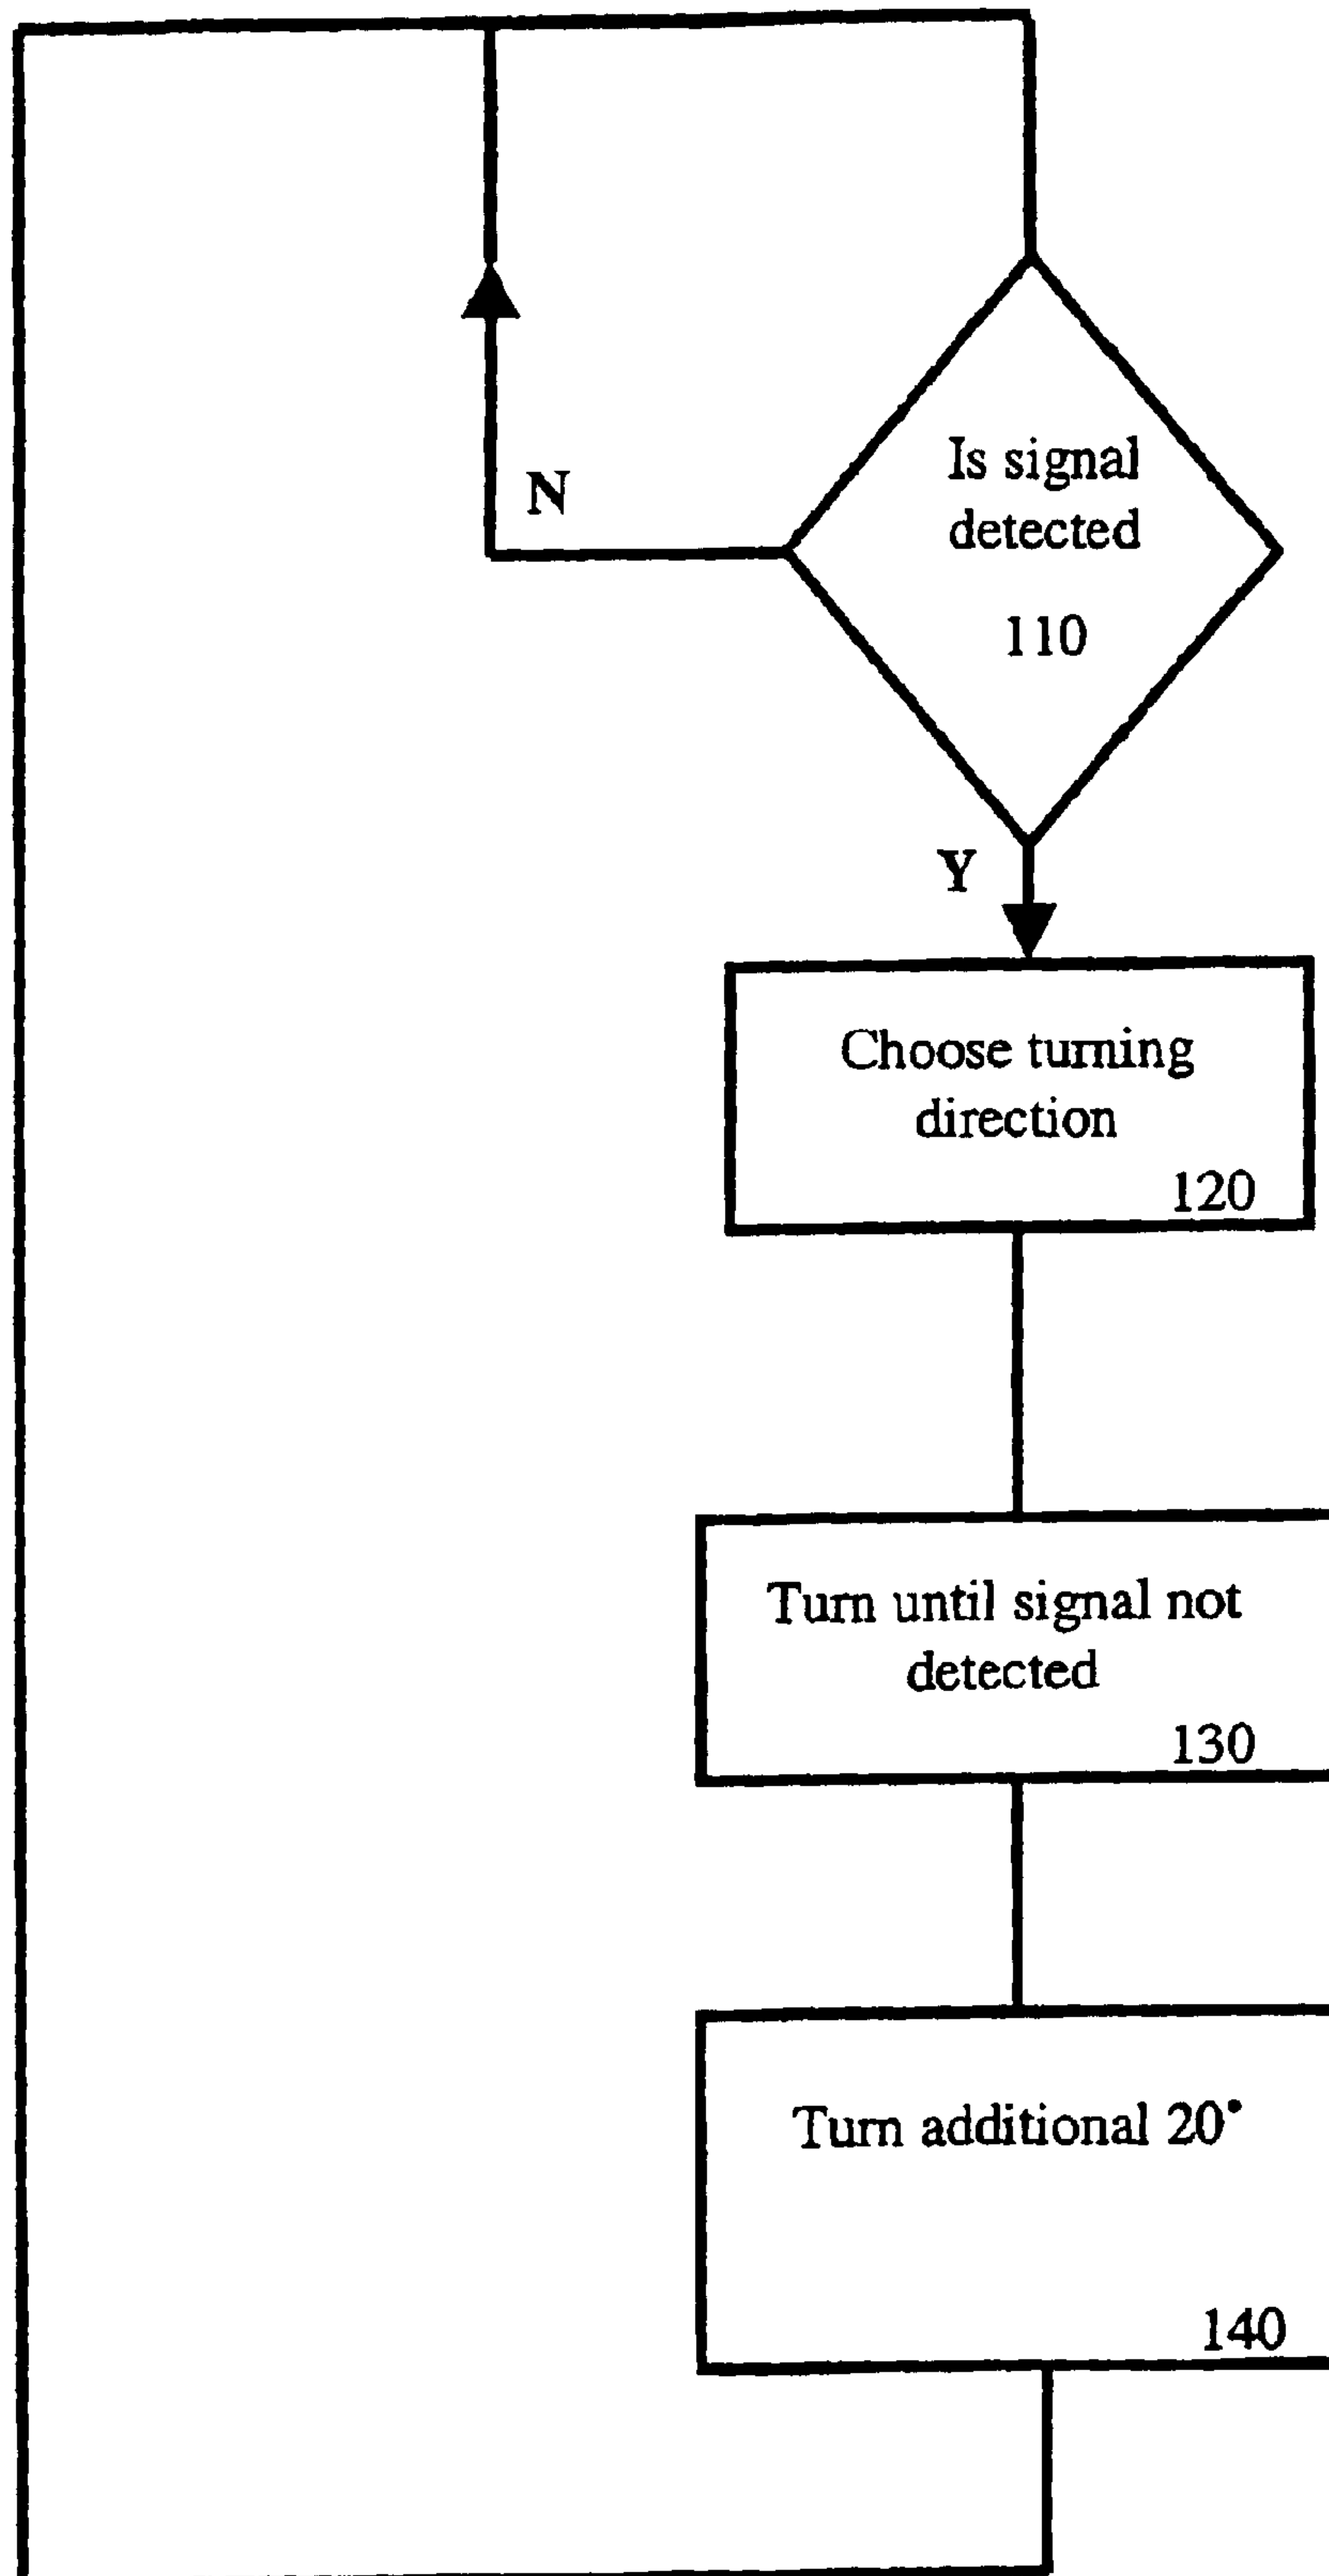 Is signal
detected
110
N
Y
Choose turning
direction
120
Turn until signal not
detected
130
Turn additional 20°
140